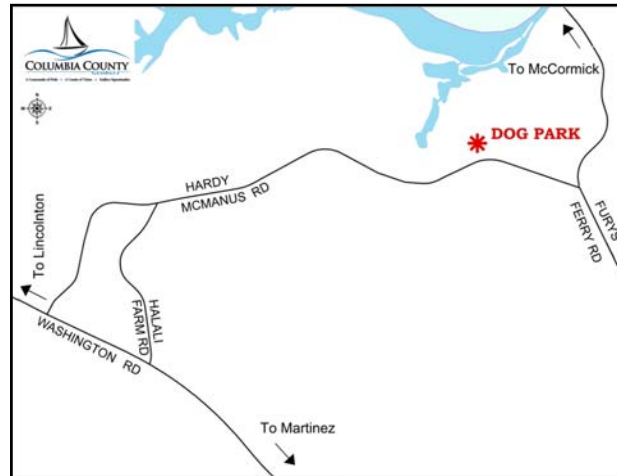 COLUMBIA COUNTY
GEORGIA
To McCormick
DOG PARK
HARDY
MCMANUS RD
FURYS
FERRY RD
To Lincolnton
HALALI
FARM RD
WASHINGTON RD
To Martinez